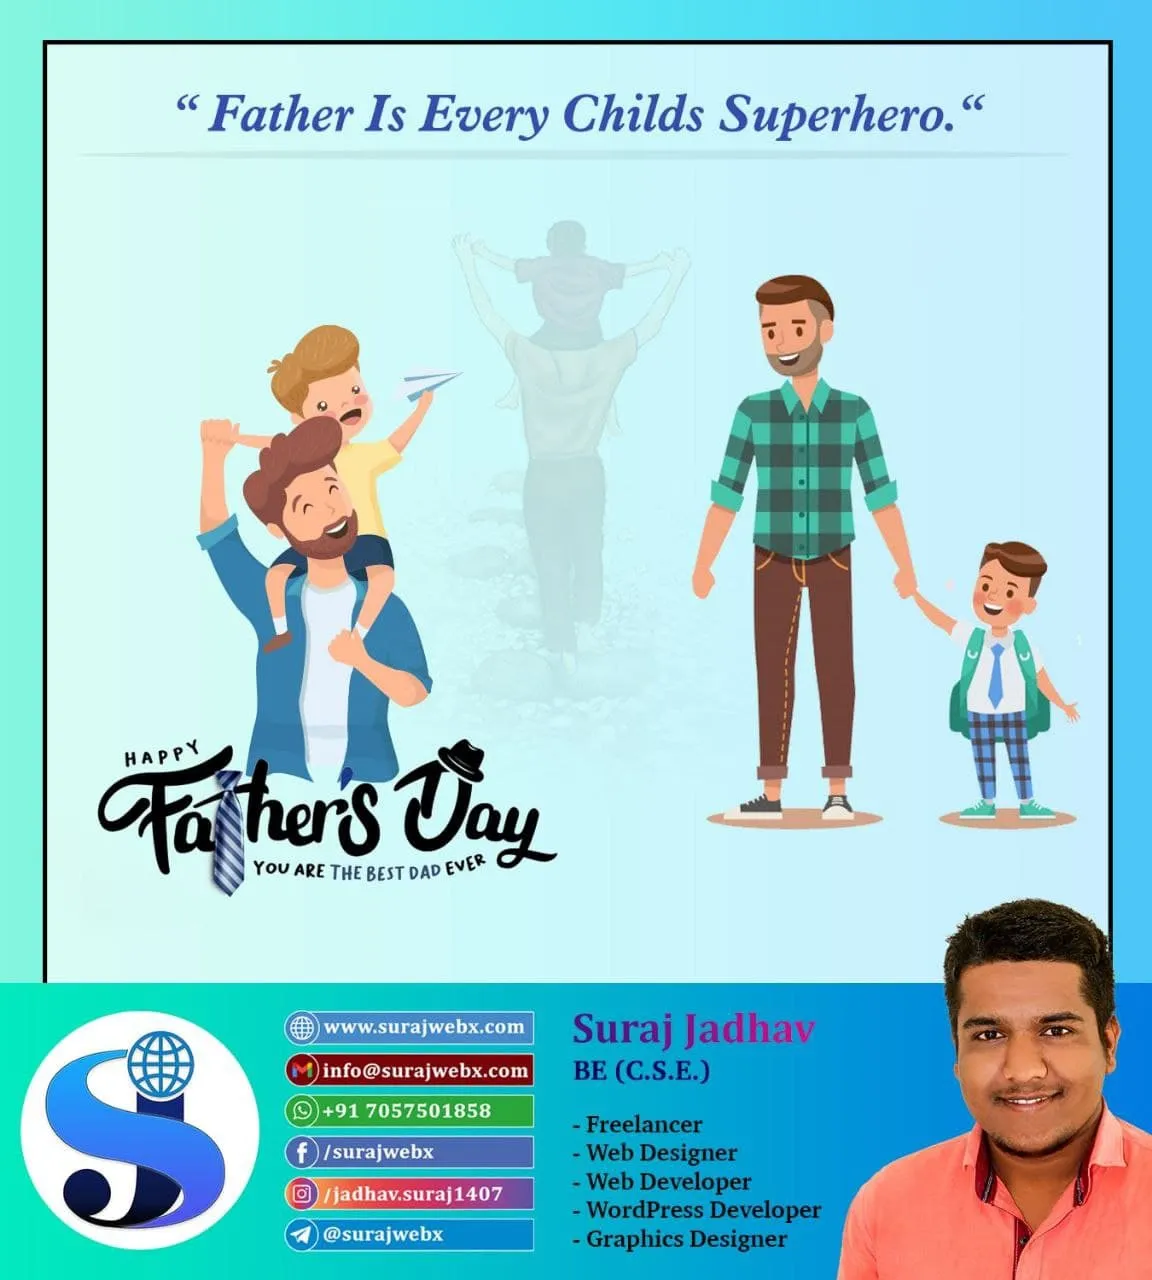 “ Father Is Every Childs Superhero.“
HAPPY
Father's Day
YOU ARE THE BEST DAD EVER
SJ
www.surajwebx.com
info@surajwebx.com
+91 7057501858
/surajwebx
/jadhav.suraj1407
@surajwebx
Suraj Jadhav
BE (C.S.E.)
- Freelancer
- Web Designer
- Web Developer
- WordPress Developer
- Graphics Designer